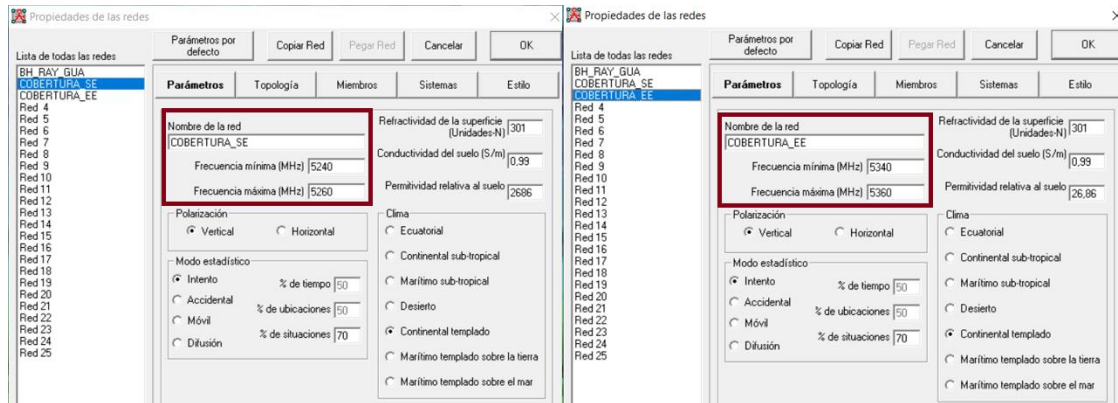 Propiedades de las redes
Lista de todas las redes
Parámetros por defecto
Copiar Red
Pegar Red
Cancelar
OK
BH_RAY_GUA
COBERTURA_SE
COBERTURA_EE
Red 4
Red 5
Red 6
Red 7
Red 8
Red 9
Red 10
Red 11
Red 12
Red 13
Red 14
Red 15
Red 16
Red 17
Red 18
Red 19
Red 20
Red 21
Red 22
Red 23
Red 24
Red 25
Parámetros
Topología
Miembros
Sistemas
Estilo
Nombre de la red
COBERTURA_SE
Frecuencia mínima (MHz) 5240
Frecuencia máxima (MHz) 5260
Refractividad de la superficie
(Unidades-N) 301
Conductividad del suelo (S/m) 0,99
Permitividad relativa al suelo 2686
Polarización
Vertical
Horizontal
Modo estadístico
Intento
Accidental
Móvil
Difusión
% de tiempo 50
% de ubicaciones 50
% de situaciones 70
Clima
Ecuatorial
Continental sub-tropical
Marítimo sub-tropical
Desierto
Continental templado
Marítimo templado sobre la tierra
Marítimo templado sobre el mar
Propiedades de las redes
Lista de todas las redes
Parámetros por defecto
Copiar Red
Pegar Red
Cancelar
OK
BH_RAY_GUA
COBERTURA_SE
COBERTURA_EE
Red 4
Red 5
Red 6
Red 7
Red 8
Red 9
Red 10
Red 11
Red 12
Red 13
Red 14
Red 15
Red 16
Red 17
Red 18
Red 19
Red 20
Red 21
Red 22
Red 23
Red 24
Red 25
Parámetros
Topología
Miembros
Sistemas
Estilo
Nombre de la red
COBERTURA_EE
Frecuencia mínima (MHz) 5340
Frecuencia máxima (MHz) 5360
Refractividad de la superficie
(Unidades-N) 301
Conductividad del suelo (S/m) 0,99
Permitividad relativa al suelo 26,86
Polarización
Vertical
Horizontal
Modo estadístico
Intento
Accidental
Móvil
Difusión
% de tiempo 50
% de ubicaciones 50
% de situaciones 70
Clima
Ecuatorial
Continental sub-tropical
Marítimo sub-tropical
Desierto
Continental templado
Marítimo templado sobre la tierra
Marítimo templado sobre el mar